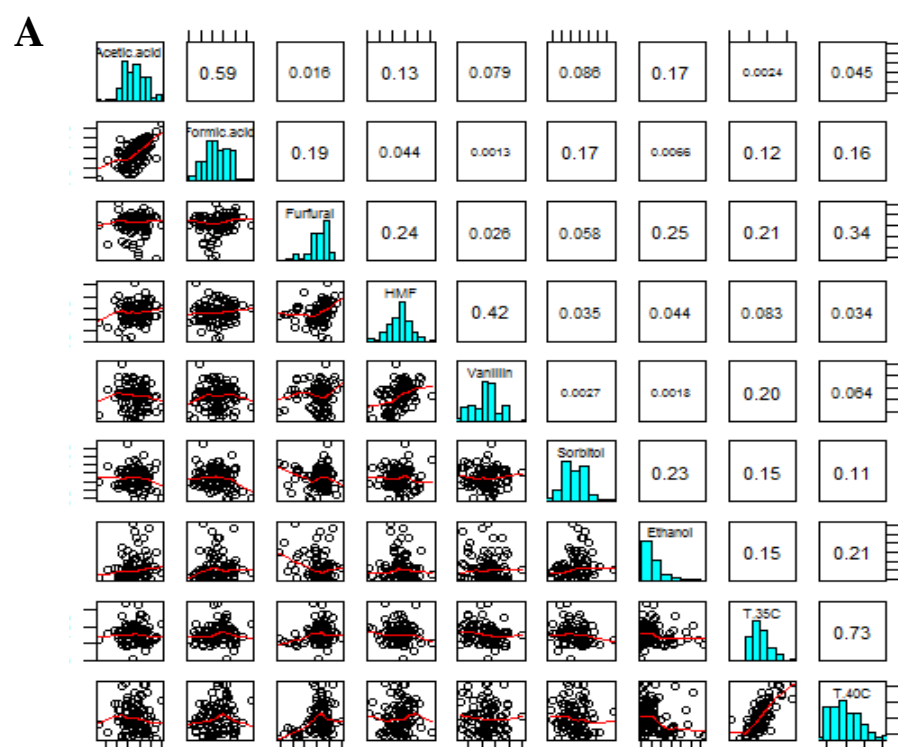 A
Acetic.acid 0.59 0.016 0.13 0.079 0.086 0.17 0.0024 0.045
Formic.acid 0.19 0.044 0.0013 0.17 0.0066 0.12 0.16
Furfural 0.24 0.026 0.058 0.25 0.21 0.34
HMF 0.42 0.035 0.044 0.083 0.034
Vanillin 0.0027 0.0018 0.20 0.064
Sorbitol 0.23 0.15 0.11
Ethanol 0.15 0.21
T.35C 0.73
T.40C